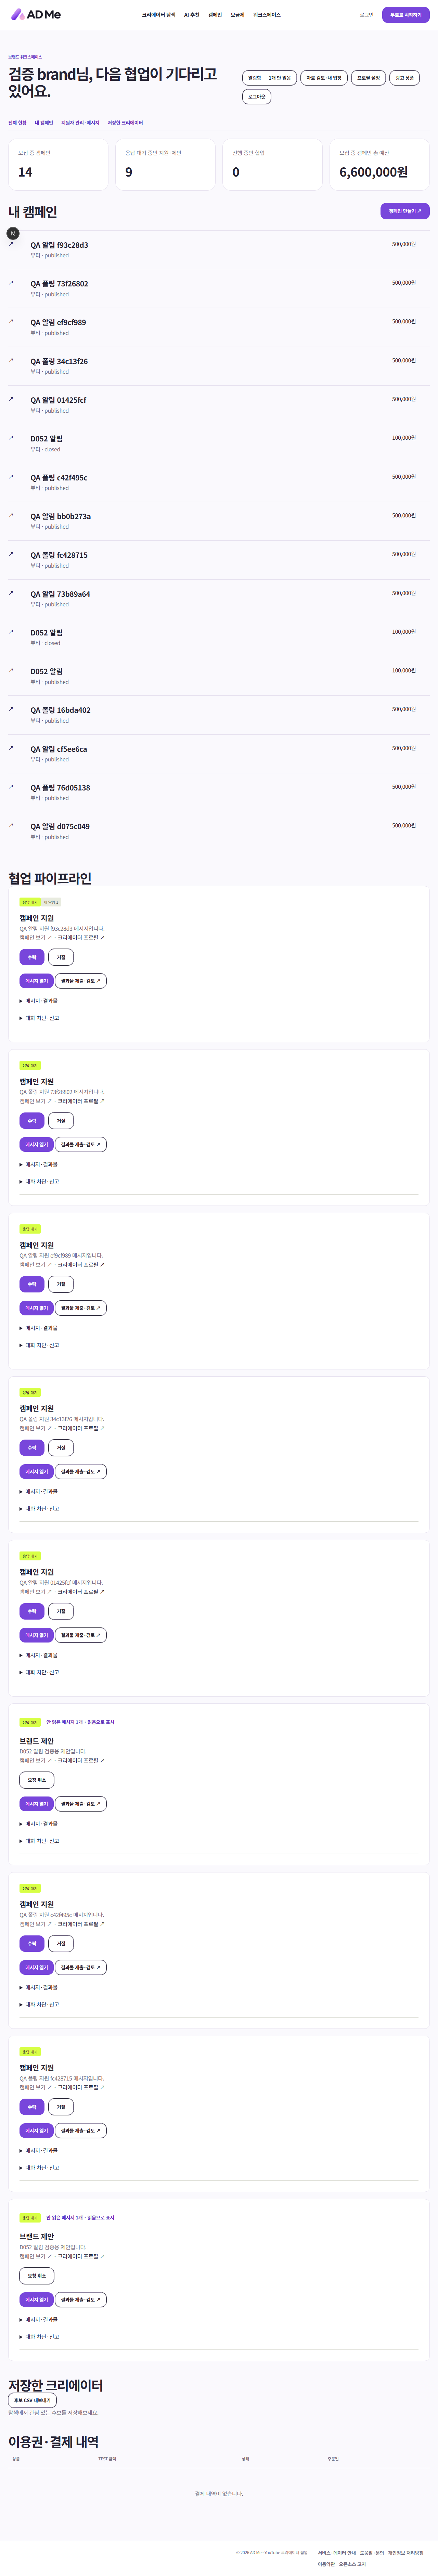 AD Me
크리에이터 탐색 AI 추천 캠페인 요금제 워크스페이스
로그인 무료로 시작하기
브랜드 워크스페이스
검증 brand님, 다음 협업이 기다리고
있어요.
알림함 1개 안 읽음 자료 검토·내 입장 프로필 설정 광고 상품
로그아웃
전체 현황 내 캠페인 지원자 관리·메시지 저장한 크리에이터
모집 중 캠페인
14
응답 대기 중인 지원·제안
9
진행 중인 협업
0
모집 중 캠페인 총 예산
6,600,000원
내 캠페인
캠페인 만들기 ↗
N
↗ QA 알림 f93c28d3 500,000원
뷰티 · published
↗ QA 폴링 73f26802 500,000원
뷰티 · published
↗ QA 알림 ef9cf989 500,000원
뷰티 · published
↗ QA 폴링 34c13f26 500,000원
뷰티 · published
↗ QA 알림 01425fcf 500,000원
뷰티 · published
↗ D052 알림 100,000원
뷰티 · closed
↗ QA 폴링 c42f495c 500,000원
뷰티 · published
↗ QA 알림 bb0b273a 500,000원
뷰티 · published
↗ QA 폴링 fc428715 500,000원
뷰티 · published
↗ QA 알림 73b89a64 500,000원
뷰티 · published
↗ D052 알림 100,000원
뷰티 · closed
↗ D052 알림 100,000원
뷰티 · published
↗ QA 폴링 16bda402 500,000원
뷰티 · published
↗ QA 알림 cf5ee6ca 500,000원
뷰티 · published
↗ QA 폴링 76d05138 500,000원
뷰티 · published
↗ QA 알림 d075c049 500,000원
뷰티 · published
협업 파이프라인
응답 대기 새 알림 1
캠페인 지원
QA 알림 지원 f93c28d3 메시지입니다.
캠페인 보기 ↗ · 크리에이터 프로필 ↗
수락 거절
메시지 열기 결과물 제출·검토 ↗
▶ 메시지·결과물
▶ 대화 차단·신고
응답 대기
캠페인 지원
QA 폴링 지원 73f26802 메시지입니다.
캠페인 보기 ↗ · 크리에이터 프로필 ↗
수락 거절
메시지 열기 결과물 제출·검토 ↗
▶ 메시지·결과물
▶ 대화 차단·신고
응답 대기
캠페인 지원
QA 알림 지원 ef9cf989 메시지입니다.
캠페인 보기 ↗ · 크리에이터 프로필 ↗
수락 거절
메시지 열기 결과물 제출·검토 ↗
▶ 메시지·결과물
▶ 대화 차단·신고
응답 대기
캠페인 지원
QA 폴링 지원 34c13f26 메시지입니다.
캠페인 보기 ↗ · 크리에이터 프로필 ↗
수락 거절
메시지 열기 결과물 제출·검토 ↗
▶ 메시지·결과물
▶ 대화 차단·신고
응답 대기
캠페인 지원
QA 알림 지원 01425fcf 메시지입니다.
캠페인 보기 ↗ · 크리에이터 프로필 ↗
수락 거절
메시지 열기 결과물 제출·검토 ↗
▶ 메시지·결과물
▶ 대화 차단·신고
응답 대기 안 읽은 메시지 1개 · 읽음으로 표시
브랜드 제안
D052 알림 검증용 제안입니다.
캠페인 보기 ↗ · 크리에이터 프로필 ↗
요청 취소
메시지 열기 결과물 제출·검토 ↗
▶ 메시지·결과물
▶ 대화 차단·신고
응답 대기
캠페인 지원
QA 폴링 지원 c42f495c 메시지입니다.
캠페인 보기 ↗ · 크리에이터 프로필 ↗
수락 거절
메시지 열기 결과물 제출·검토 ↗
▶ 메시지·결과물
▶ 대화 차단·신고
응답 대기
캠페인 지원
QA 폴링 지원 fc428715 메시지입니다.
캠페인 보기 ↗ · 크리에이터 프로필 ↗
수락 거절
메시지 열기 결과물 제출·검토 ↗
▶ 메시지·결과물
▶ 대화 차단·신고
응답 대기 안 읽은 메시지 1개 · 읽음으로 표시
브랜드 제안
D052 알림 검증용 제안입니다.
캠페인 보기 ↗ · 크리에이터 프로필 ↗
요청 취소
메시지 열기 결과물 제출·검토 ↗
▶ 메시지·결과물
▶ 대화 차단·신고
저장한 크리에이터
후보 CSV 내보내기
탐색에서 관심 있는 후보를 저장해보세요.
이용권·결제 내역
상품 TEST 금액 상태 주문일
결제 내역이 없습니다.
© 2026 AD Me · YouTube 크리에이터 협업 서비스·데이터 안내 도움말·문의 개인정보 처리방침
이용약관 오픈소스 고지